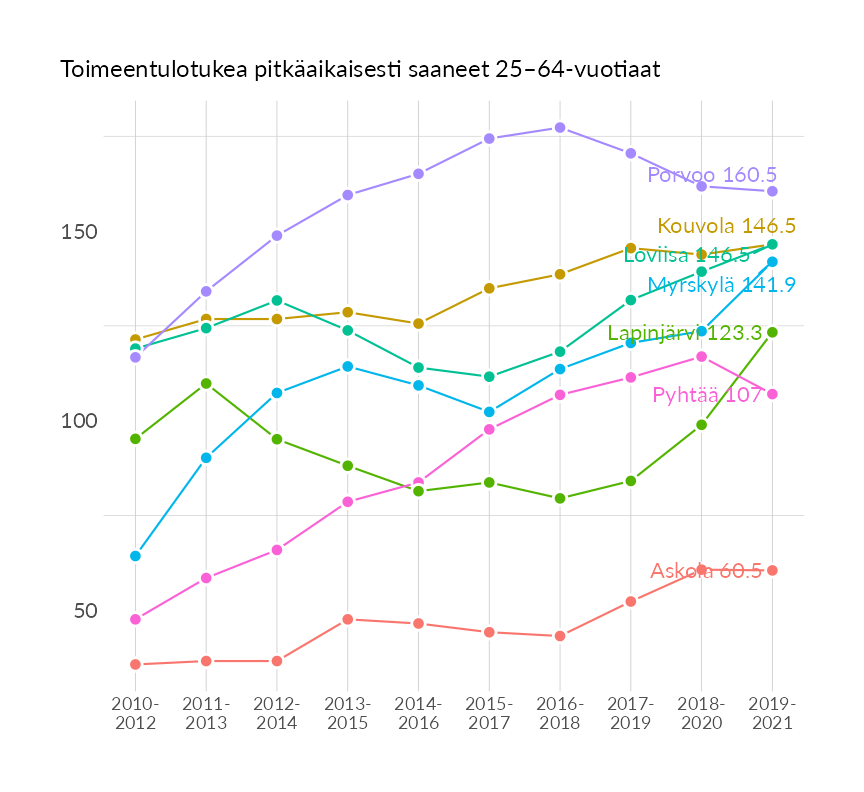 Toimeentulotukea pitkäaikaisesti saaneet 25–64-vuotiaat
Porvoo 160.5
Kouvola 146.5
150
Loviisa 146.5
Myrskylä 141.9
Lapinjärvi 123.3
Pyhtää 107
100
Askola 60.5
50
2010- 2011- 2012- 2013- 2014- 2015- 2016- 2017- 2018- 2019-
2012 2013 2014 2015 2016 2017 2018 2019 2020 2021